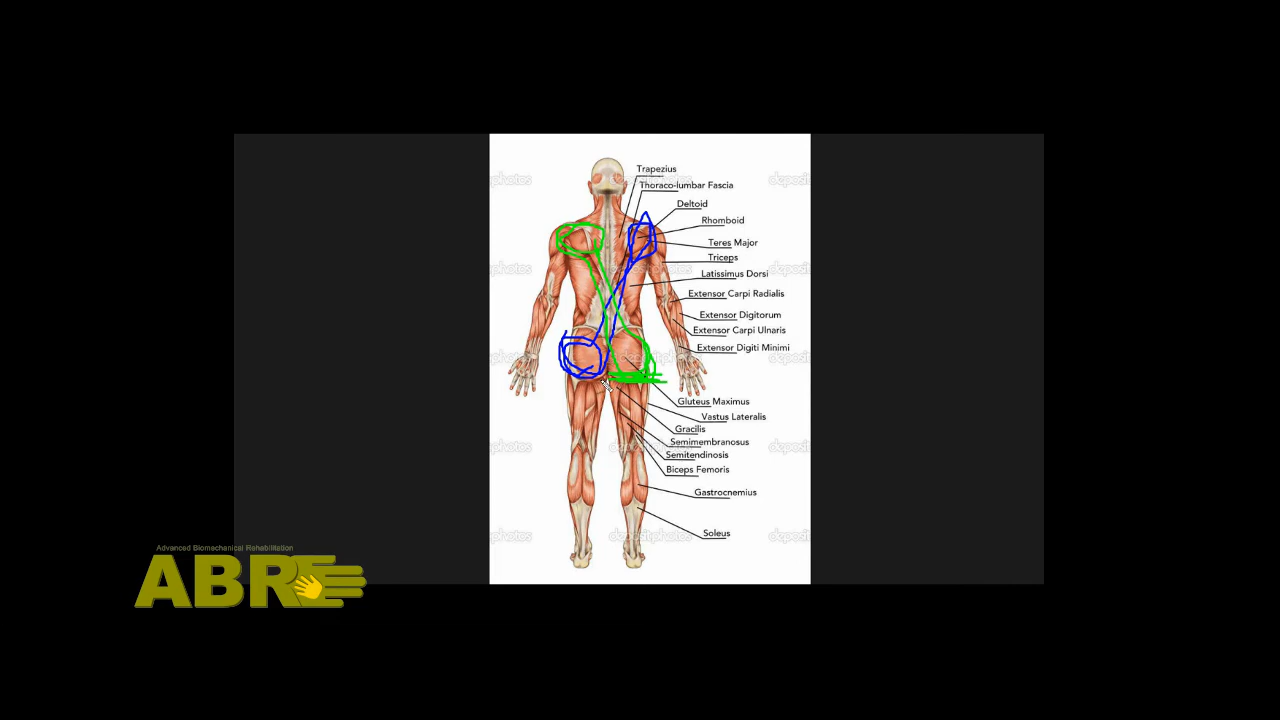 Trapezius
Thoraco-lumbar Fascia
Deltoid
Rhomboid
Teres Major
Triceps
Latissimus Dorsi
Extensor Carpi Radialis
Extensor Digitorum
Extensor Carpi Ulnaris
Extensor Digiti Minimi
Gluteus Maximus
Vastus Lateralis
Gracilis
Semimembranosus
Semitendinosis
Biceps Femoris
Gastrocnemius
Soleus
Advanced Biomechanical Rehabilitation
ABR